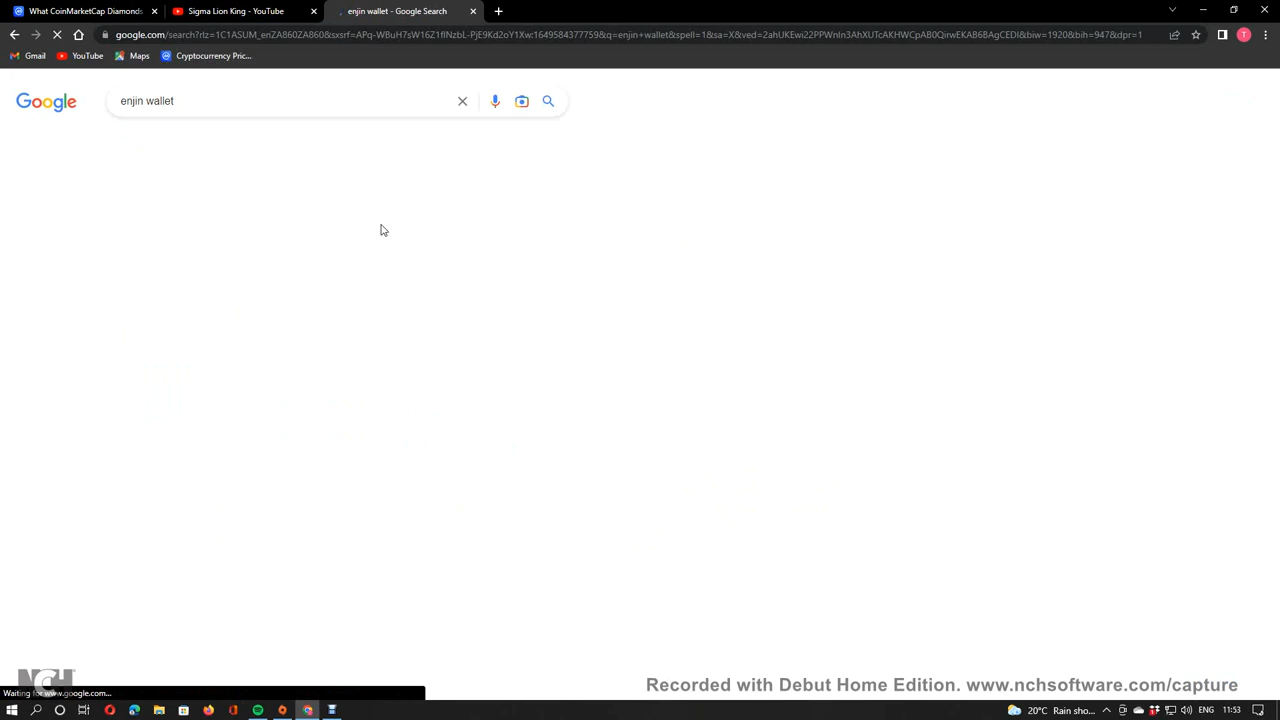 What CoinMarketCap Diamonds
Sigma Lion King - YouTube
enjin wallet - Google Search
google.com/search?rlz=1C1ASUM_enZA860ZA860&sxsrf=APq-WBuH7sW16Z1fINzbL-PjE9Kd2oY1Xw:1649584377759&q=enjin+wallet&spell=1&sa=X&ved=2ahUKEwi22PPWnIn3AhXUTcAKHWCpAB0QirwEKAB6BAgCEDI&biw=1920&bih=947&dpr=1
T
Gmail
YouTube
Maps
Cryptocurrency Pric...
Google
enjin wallet
NCH
Waiting for www.google.com...
Recorded with Debut Home Edition. www.nchsoftware.com/capture
20°C Rain sho...
ENG
11:53